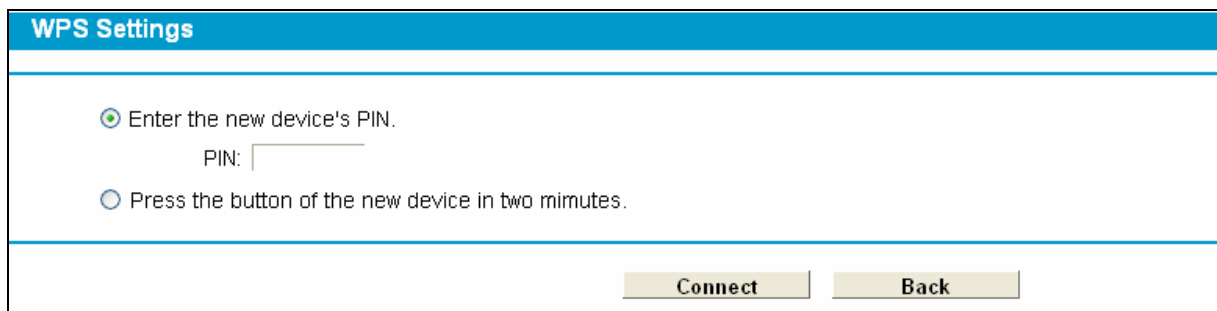 WPS Settings
Enter the new device's PIN.
PIN:
Press the button of the new device in two mimutes.
Connect Back